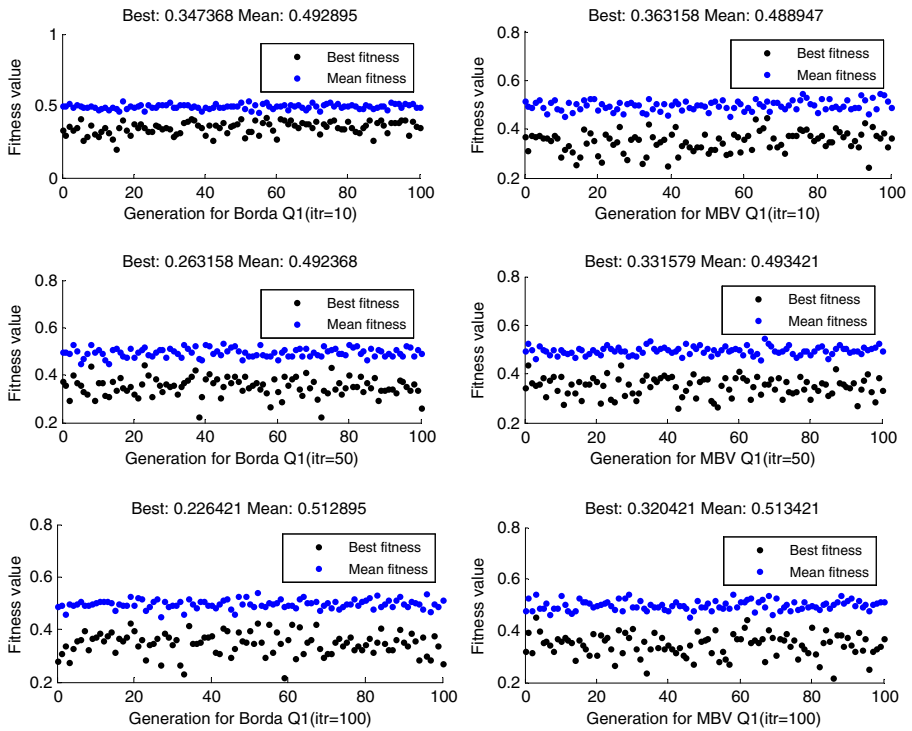 Best: 0.347368 Mean: 0.492895
1
0.5
0
Fitness value
Best fitness
Mean fitness
0 20 40 60 80 100
Generation for Borda Q1(itr=10)
Best: 0.363158 Mean: 0.488947
0.8
0.6
0.4
0.2
Fitness value
Best fitness
Mean fitness
0 20 40 60 80 100
Generation for MBV Q1(itr=10)
Best: 0.263158 Mean: 0.492368
0.8
0.6
0.4
0.2
Fitness value
Best fitness
Mean fitness
0 20 40 60 80 100
Generation for Borda Q1(itr=50)
Best: 0.331579 Mean: 0.493421
0.8
0.6
0.4
0.2
Fitness value
Best fitness
Mean fitness
0 20 40 60 80 100
Generation for MBV Q1(itr=50)
Best: 0.226421 Mean: 0.512895
0.8
0.6
0.4
0.2
Fitness value
Best fitness
Mean fitness
0 20 40 60 80 100
Generation for Borda Q1(itr=100)
Best: 0.320421 Mean: 0.513421
0.8
0.6
0.4
0.2
Fitness value
Best fitness
Mean fitness
0 20 40 60 80 100
Generation for MBV Q1(itr=100)